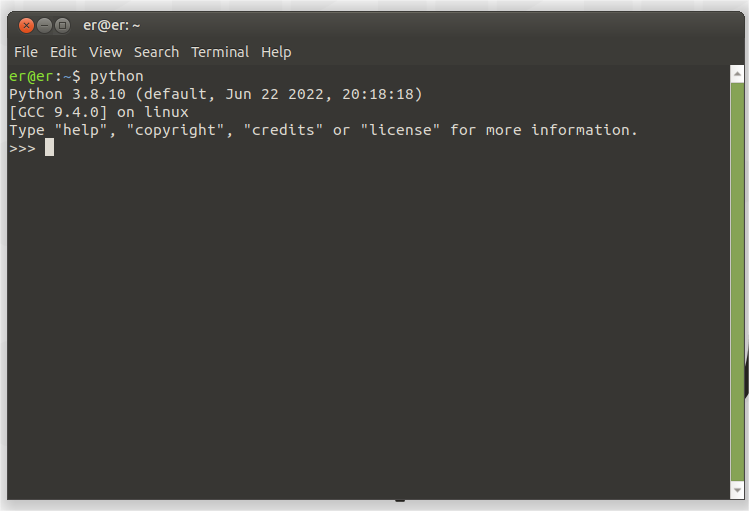 er@er: ~
File Edit View Search Terminal Help
er@er:~$ python
Python 3.8.10 (default, Jun 22 2022, 20:18:18)
[GCC 9.4.0] on linux
Type "help", "copyright", "credits" or "license" for more information.
>>>